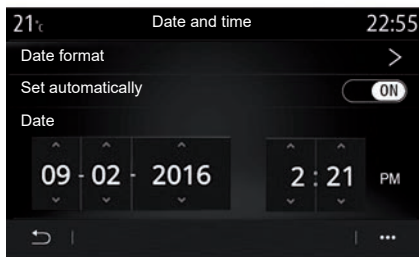 21°C Date and time 22:55
Date format >
Set automatically ON
Date
09 - 02 - 2016 2 : 21 PM